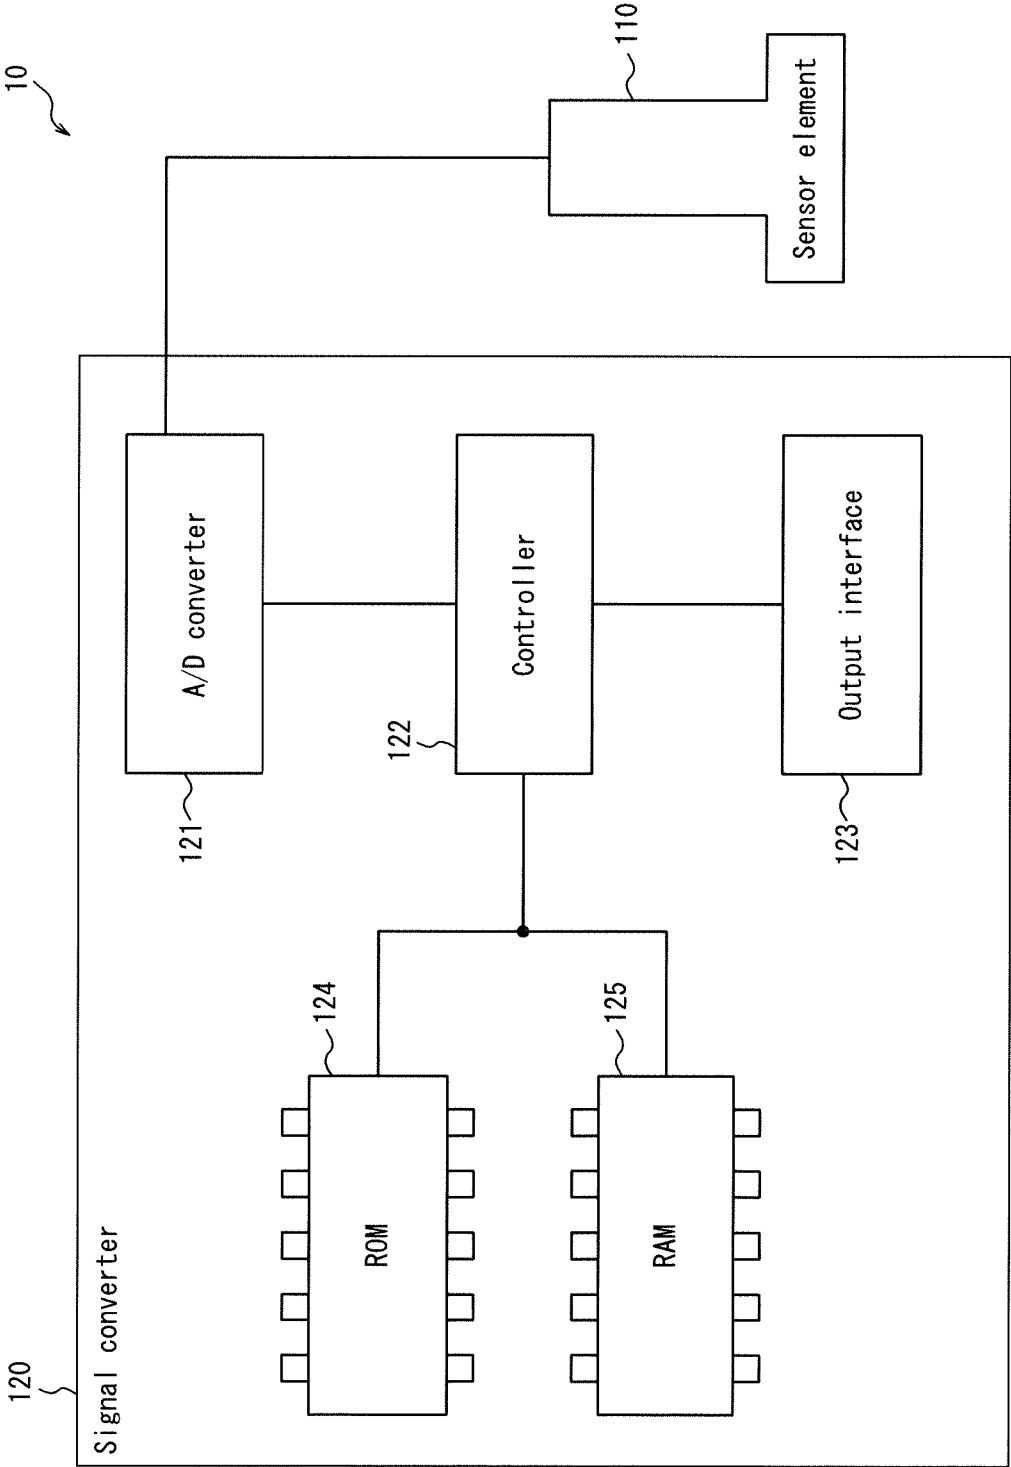 10
120
Signal converter
124
ROM
121
A/D converter
110
Sensor element
122
Controller
125
RAM
123
Output interface